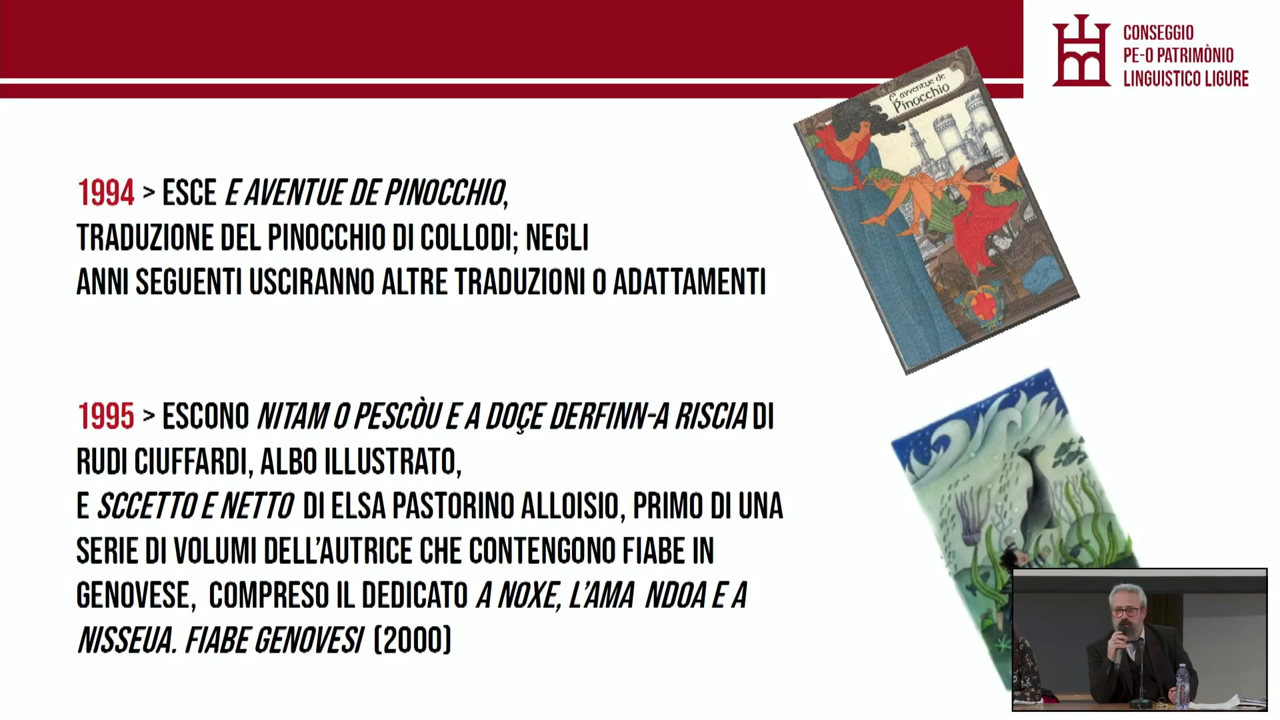 CONSEGGIO
PE-O PATRIMÒNIO
LINGUISTICO LIGURE
E avventue de
Pinocchio
1994 > ESCE E AVENTUE DE PINOCCHIO,
TRADUZIONE DEL PINOCCHIO DI COLLODI; NEGLI
ANNI SEGUENTI USCIRANNO ALTRE TRADUZIONI O ADATTAMENTI
1995 > ESCONO NITAM O PESCÒU E A DOÇE DERFINN-A RISCIA DI
RUDI CIUFFARDI, ALBO ILLUSTRATO,
E SCCETTO E NETTO DI ELSA PASTORINO ALLOISIO, PRIMO DI UNA
SERIE DI VOLUMI DELL'AUTRICE CHE CONTENGONO FIABE IN
GENOVESE, COMPRESO IL DEDICATO A NOXE, L'AMA NDOA E A
NISSEUA. FIABE GENOVESI (2000)